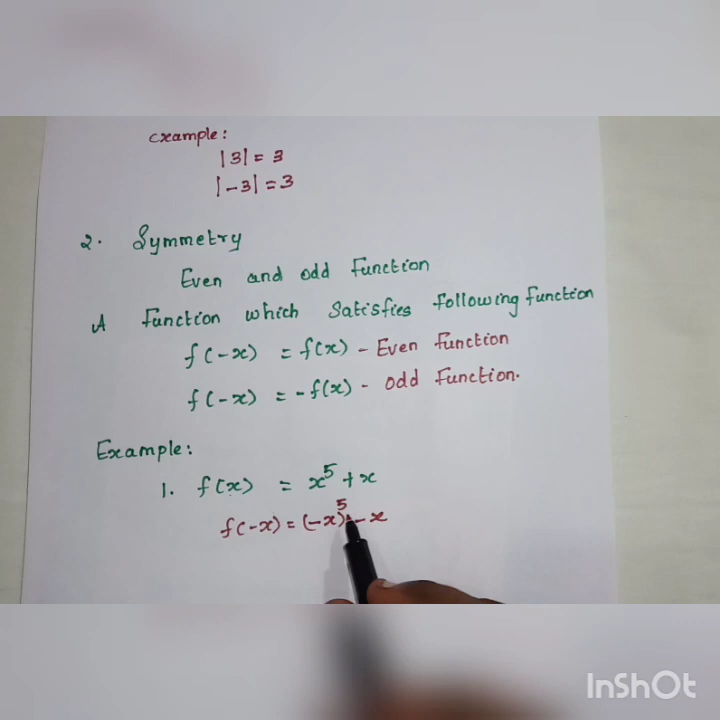 example:
|3| = 3
|-3| = 3
2. Symmetry
Even and odd Function
A Function which Satisfies Following Function
f(-x) = f(x) - Even Function
f(-x) = -f(x) - odd Function.
Example:
1. f(x) = x⁵ + x
f(-x) = (-x)⁵ - x
InShOt